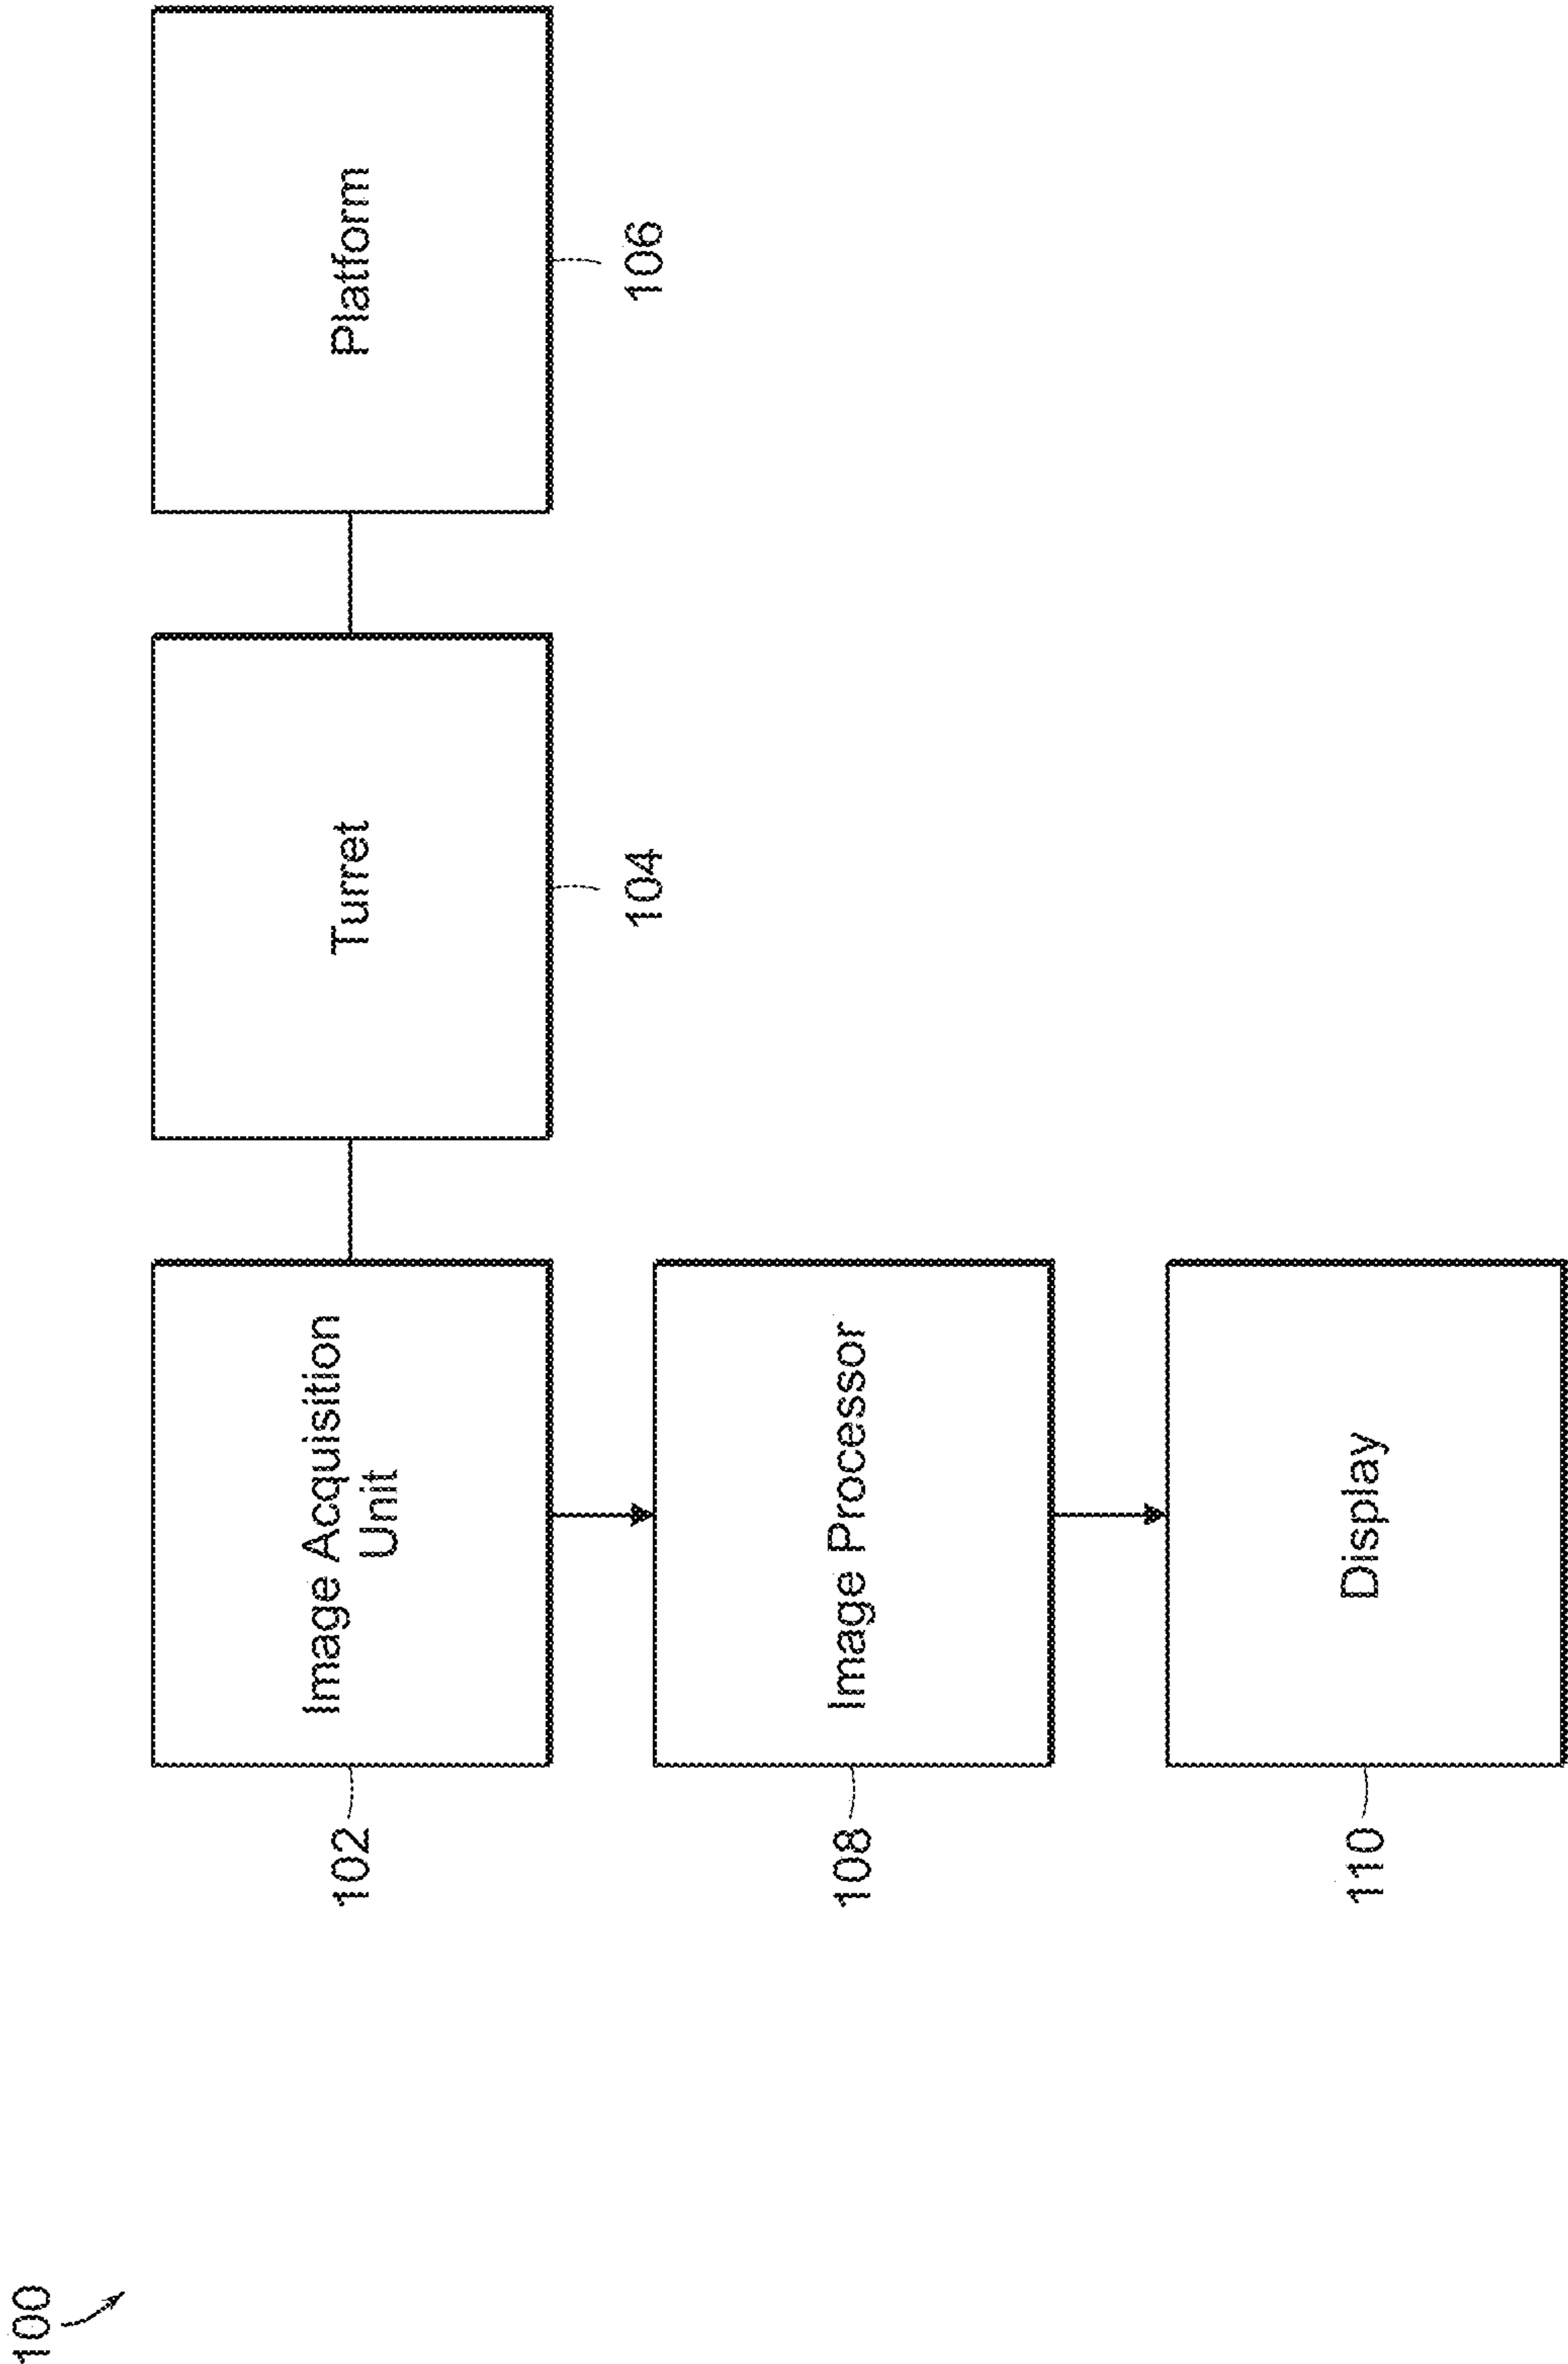 100
102
Image Acquisition
Unit
Turret
104
Platform
106
108
Image Processor
110
Display